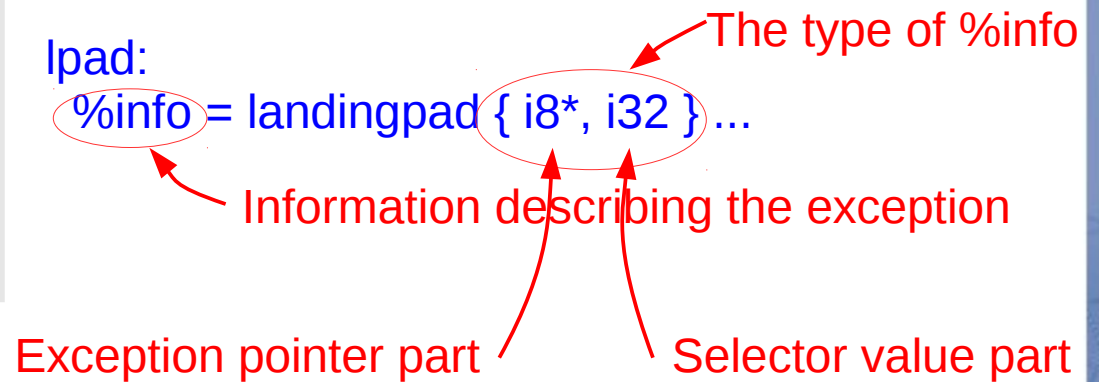 The type of %info
lpad:
%info = landingpad { i8*, i32 } ...
Information describing the exception
Exception pointer part
Selector value part